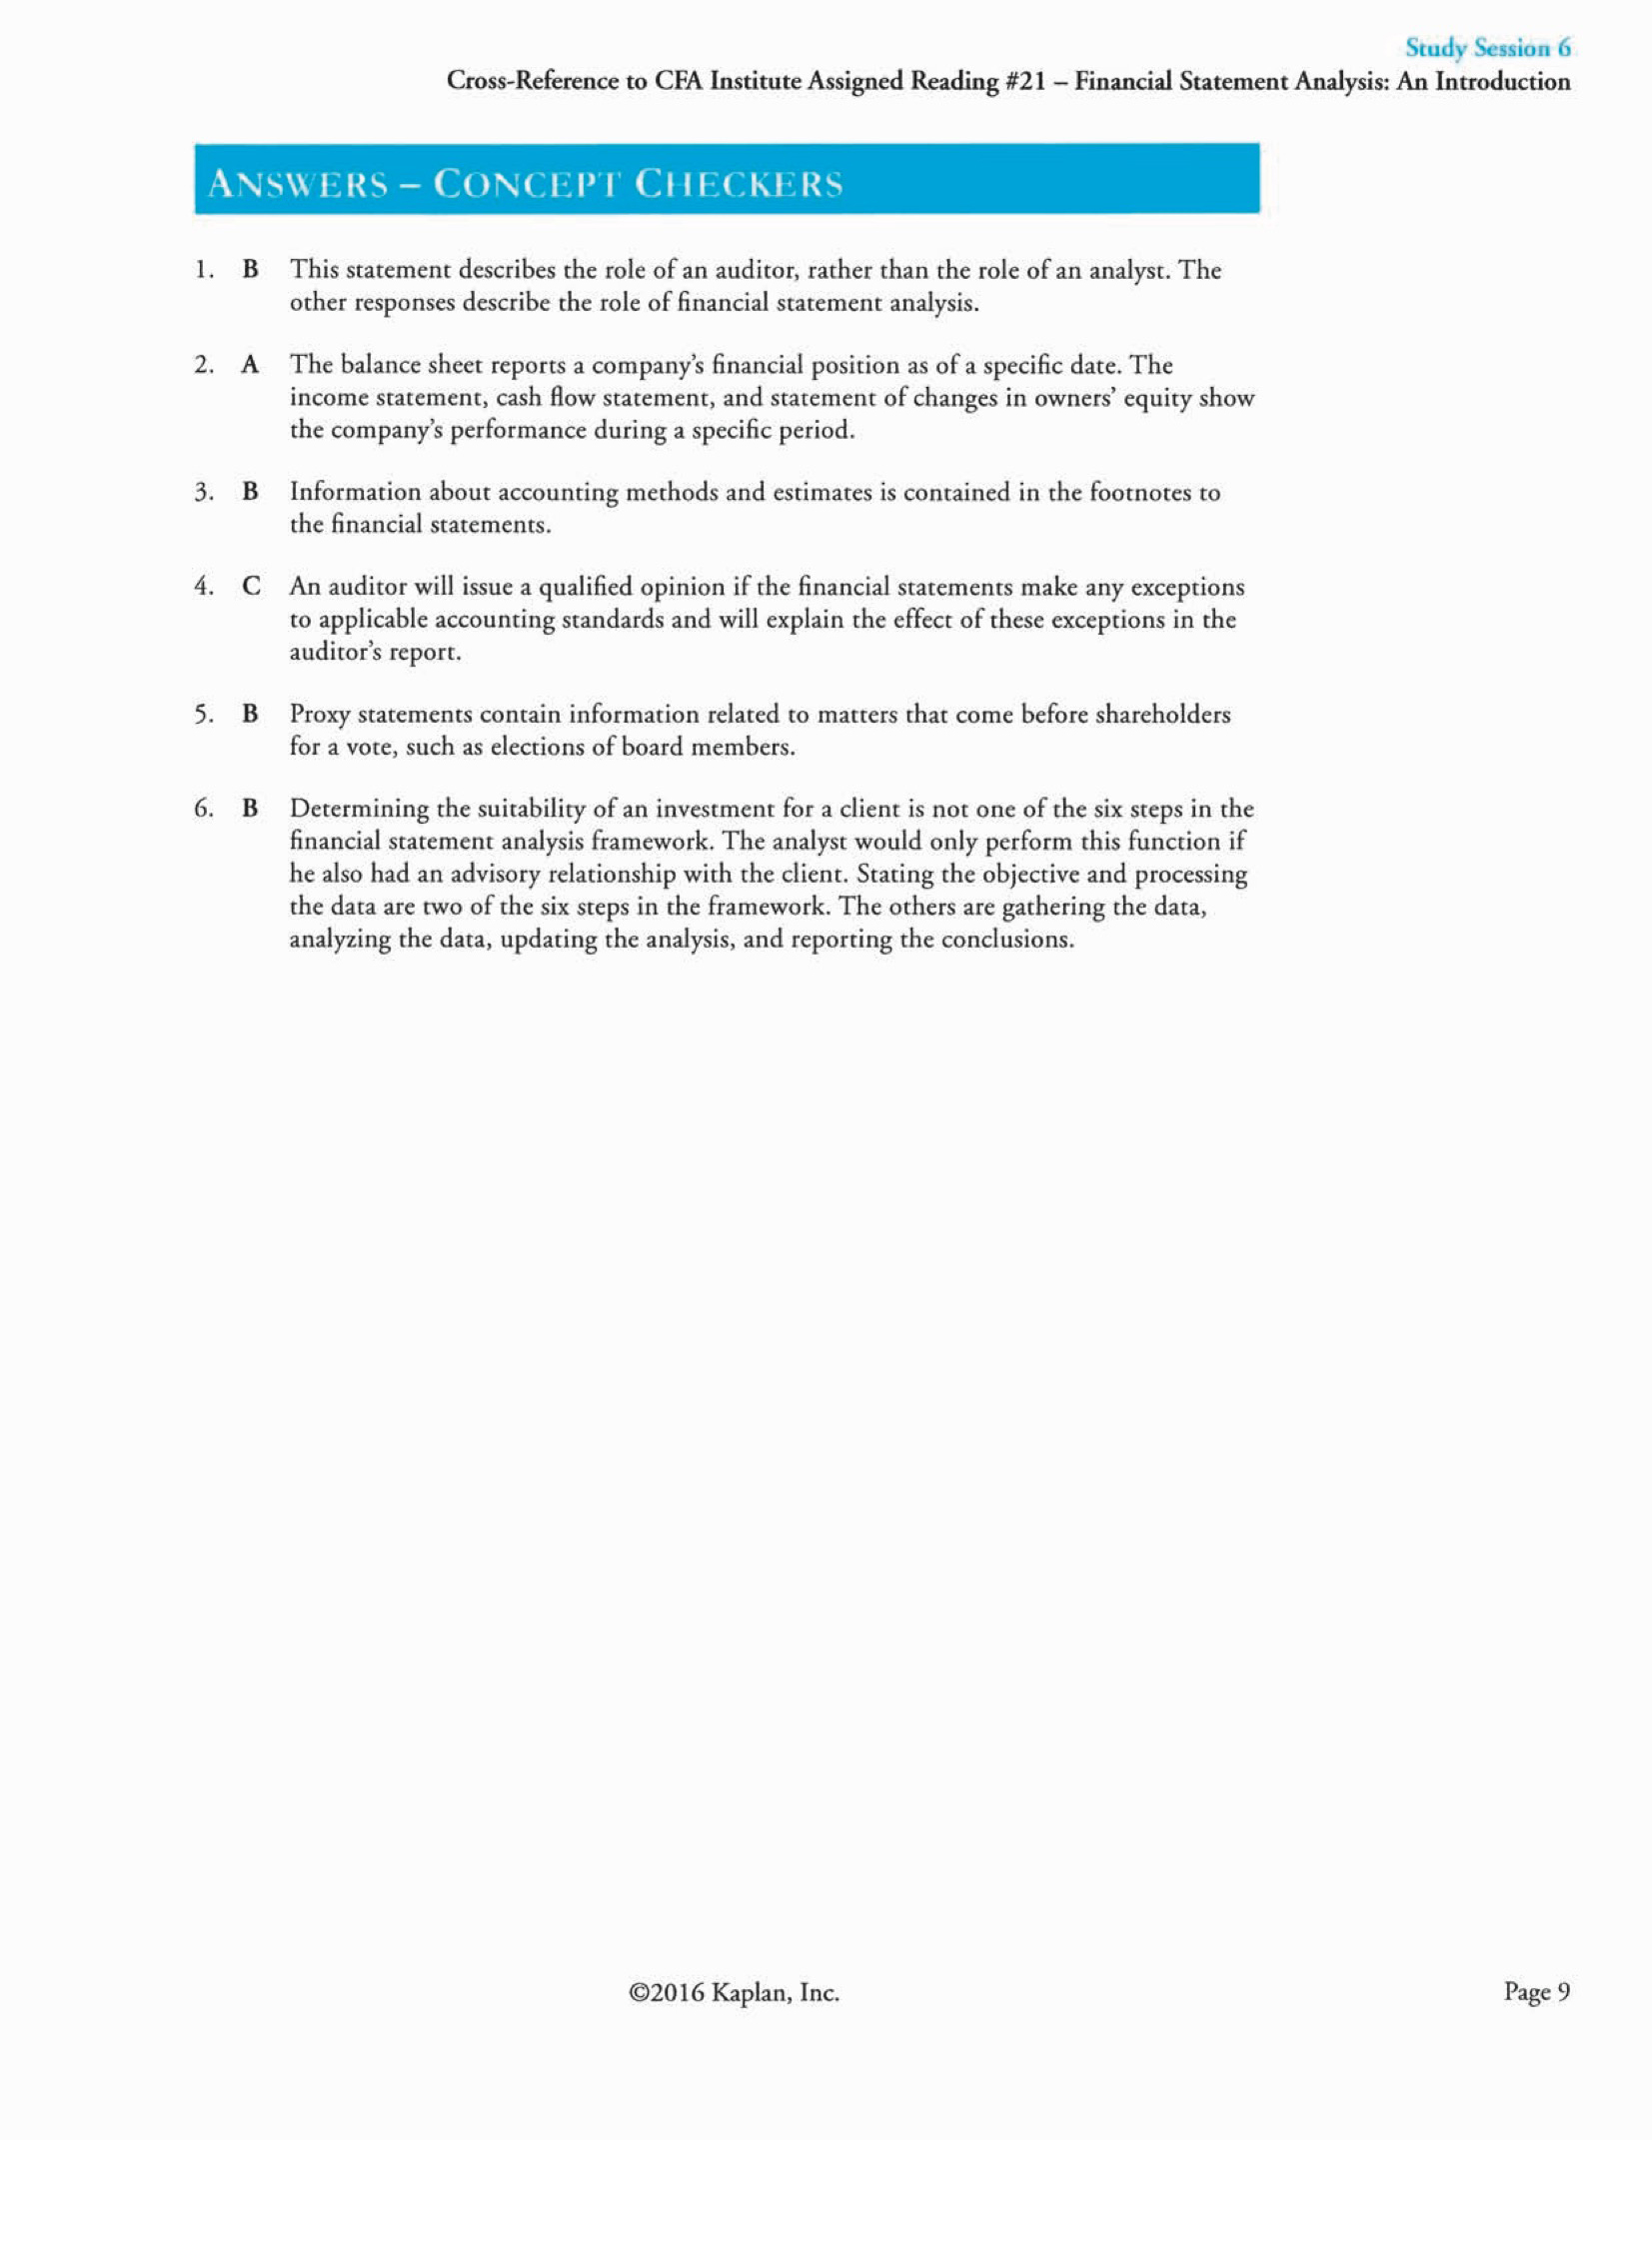 Study Session 6
Cross-Reference to CFA Institute Assigned Reading #21 – Financial Statement Analysis: An Introduction
ANSWERS – CONCEPT CHECKERS
1. B This statement describes the role of an auditor, rather than the role of an analyst. The
other responses describe the role of financial statement analysis.
2. A The balance sheet reports a company's financial position as of a specific date. The
income statement, cash flow statement, and statement of changes in owners' equity show
the company's performance during a specific period.
3. B Information about accounting methods and estimates is contained in the footnotes to
the financial statements.
4. C An auditor will issue a qualified opinion if the financial statements make any exceptions
to applicable accounting standards and will explain the effect of these exceptions in the
auditor's report.
5. B Proxy statements contain information related to matters that come before shareholders
for a vote, such as elections of board members.
6. B Determining the suitability of an investment for a client is not one of the six steps in the
financial statement analysis framework. The analyst would only perform this function if
he also had an advisory relationship with the client. Stating the objective and processing
the data are two of the six steps in the framework. The others are gathering the data,
analyzing the data, updating the analysis, and reporting the conclusions.
©2016 Kaplan, Inc.
Page 9